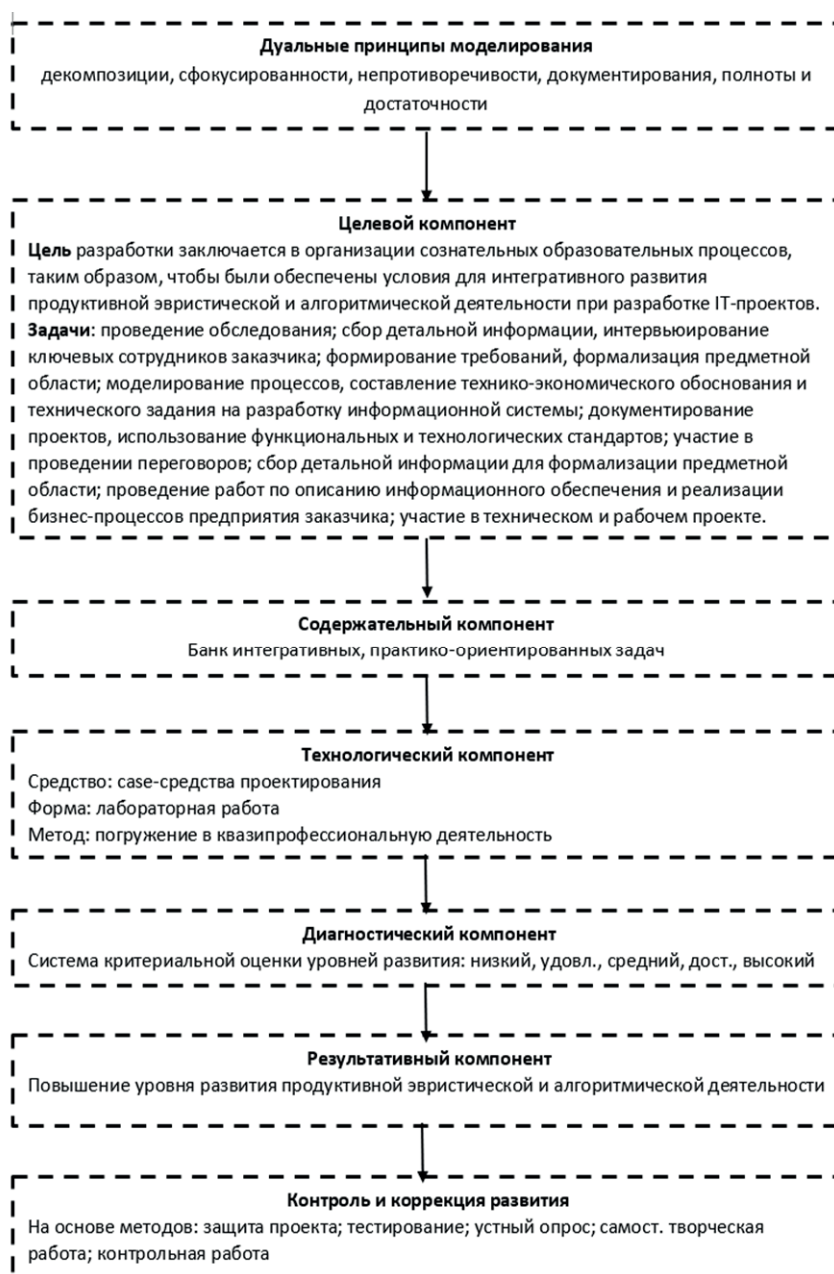 Дуальные принципы моделирования
декомпозиции, сфокусированности, непротиворечивости, документирования, полноты и
достаточности
Целевой компонент
Цель разработки заключается в организации сознательных образовательных процессов,
таким образом, чтобы были обеспечены условия для интегративного развития
продуктивной эвристической и алгоритмической деятельности при разработке IT-проектов.
Задачи: проведение обследования; сбор детальной информации, интервьюирование
ключевых сотрудников заказчика; формирование требований, формализация предметной
области; моделирование процессов, составление технико-экономического обоснования и
технического задания на разработку информационной системы; документирование
проектов, использование функциональных и технологических стандартов; участие в
проведении переговоров; сбор детальной информации для формализации предметной
области; проведение работ по описанию информационного обеспечения и реализации
бизнес-процессов предприятия заказчика; участие в техническом и рабочем проекте.
Содержательный компонент
Банк интегративных, практико-ориентированных задач
Технологический компонент
Средство: case-средства проектирования
Форма: лабораторная работа
Метод: погружение в квазипрофессиональную деятельность
Диагностический компонент
Система критериальной оценки уровней развития: низкий, удовл., средний, дост., высокий
Результативный компонент
Повышение уровня развития продуктивной эвристической и алгоритмической деятельности
Контроль и коррекция развития
На основе методов: защита проекта; тестирование; устный опрос; самост. творческая
работа; контрольная работа